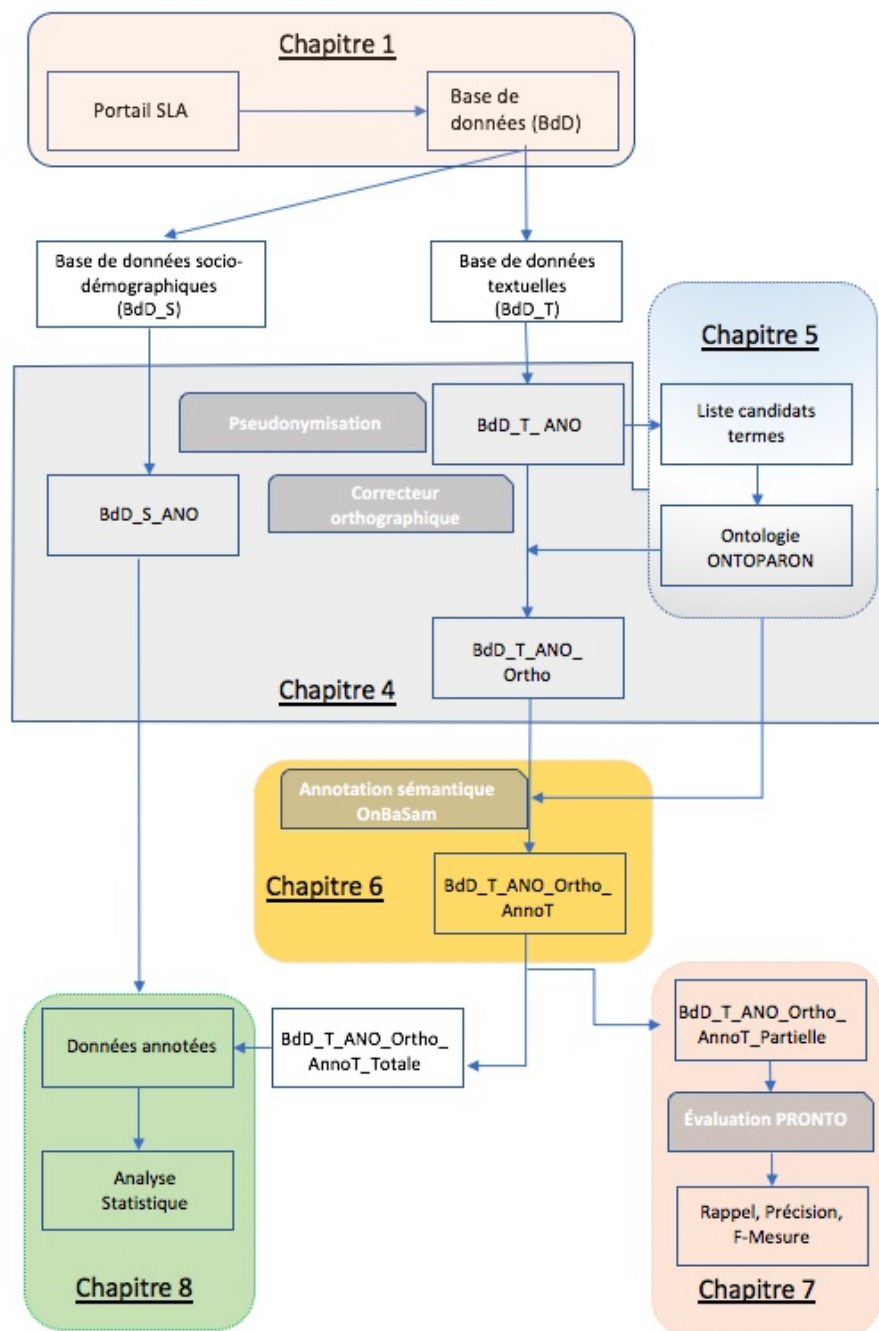 Chapitre 1
Portail SLA
Base de
données (BdD)
Base de données socio-
démographiques
(BdD_S)
Base de données
textuelles
(BdD_T)
Chapitre 5
Pseudonymisation
BdD_T_ ANO
Liste candidats
termes
BdD_S_ANO
Correcteur
orthographique
Ontologie
ONTOPARON
BdD_T_ANO_
Ortho
Chapitre 4
Annotation sémantique
OnBaSam
Chapitre 6
BdD_T_ANO_Ortho_
AnnoT
Données annotées
BdD_T_ANO_Ortho_
AnnoT_Totale
BdD_T_ANO_Ortho_
AnnoT_Partielle
Évaluation PRONTO
Analyse
Statistique
Rappel, Précision,
F-Mesure
Chapitre 8
Chapitre 7